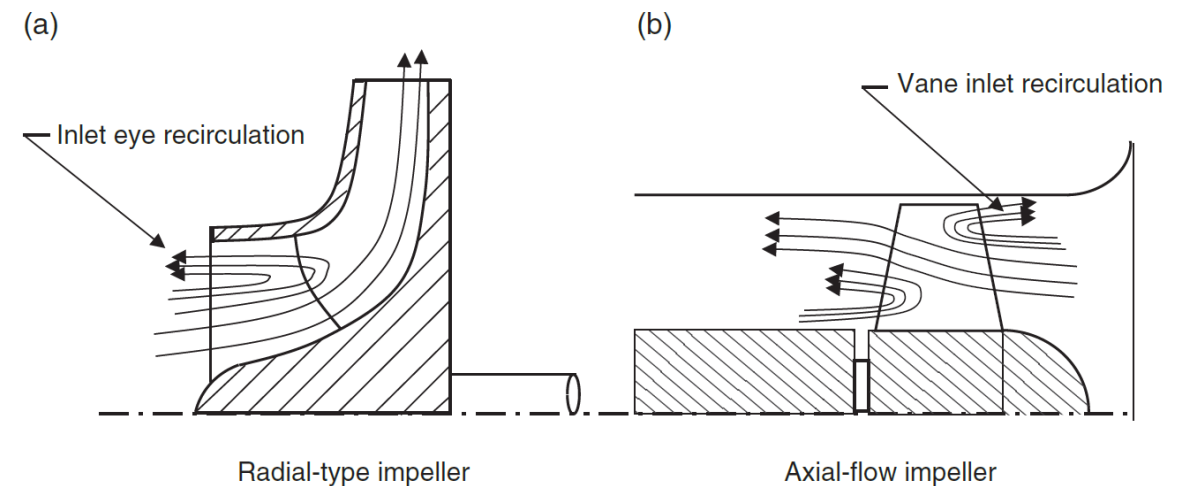 (a)
Inlet eye recirculation
Radial-type impeller
(b)
Vane inlet recirculation
Axial-flow impeller